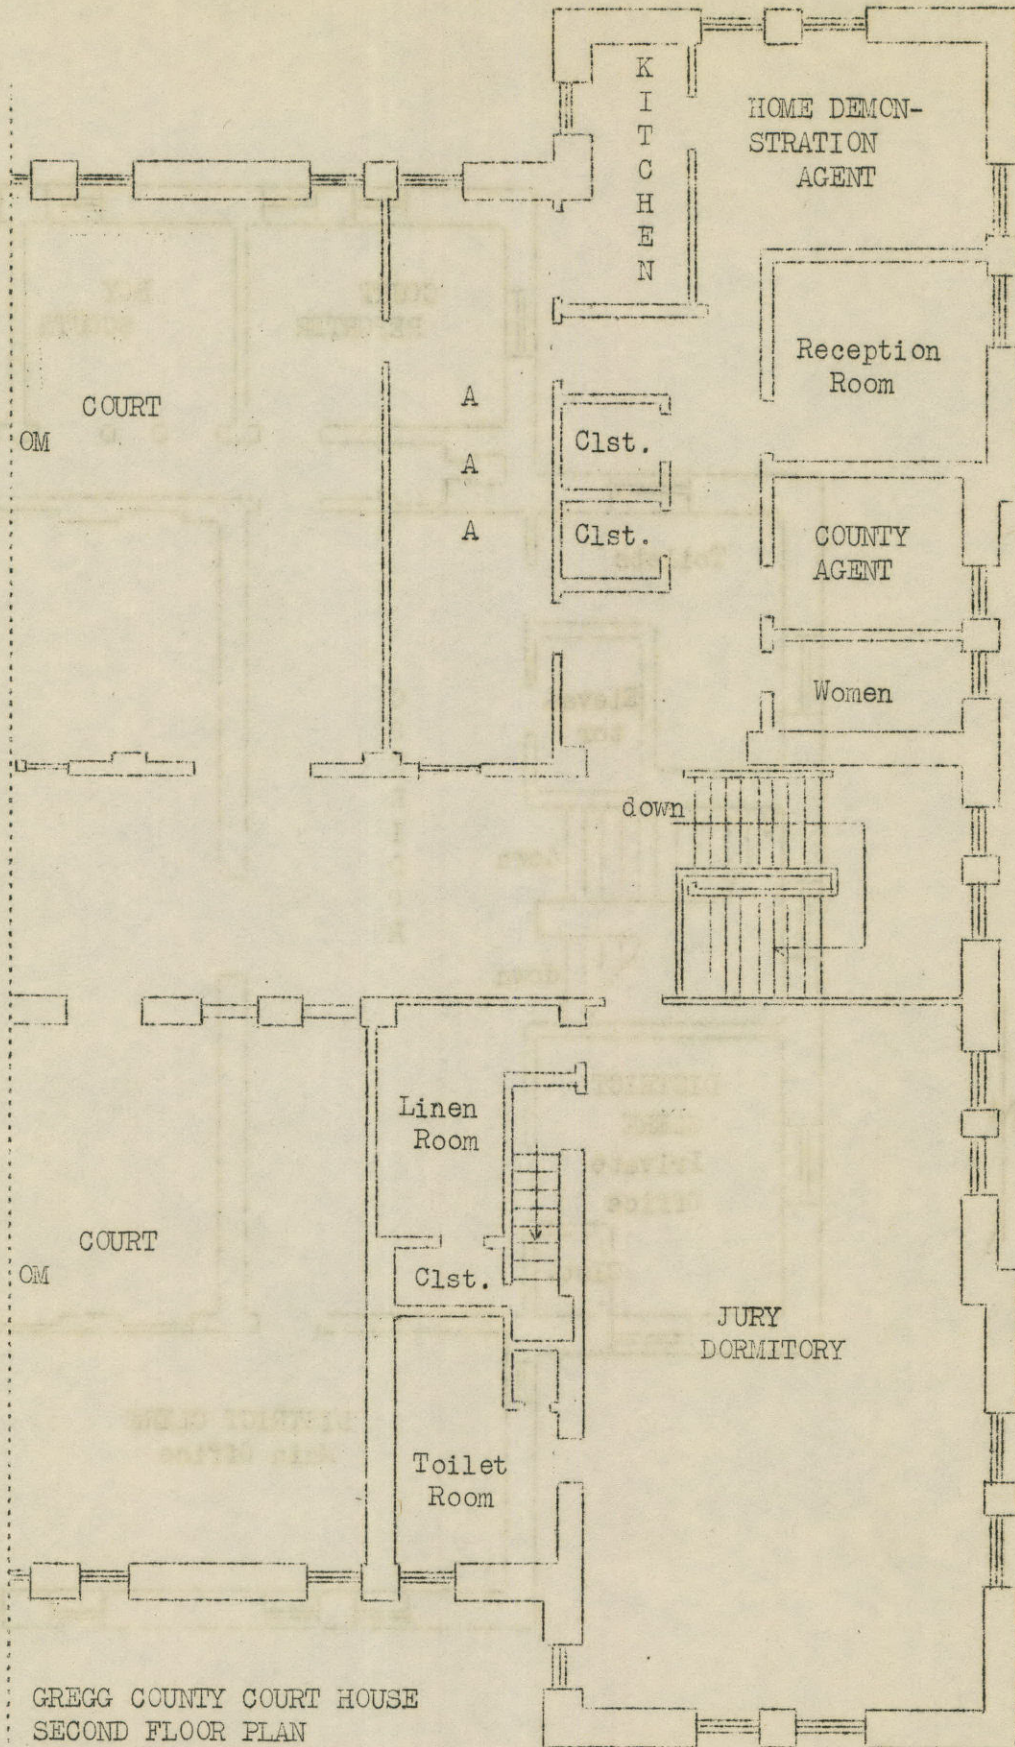 KITCHEN
HOME DEMON-
STRATION
AGENT
Reception
Room
COURT
OM
A
A
A
Clst.
Clst.
COUNTY
AGENT
Women
down
Linen
Room
Clst.
COURT
OM
JURY
DORMITORY
Toilet
Room
GREGG COUNTY COURT HOUSE
SECOND FLOOR PLAN